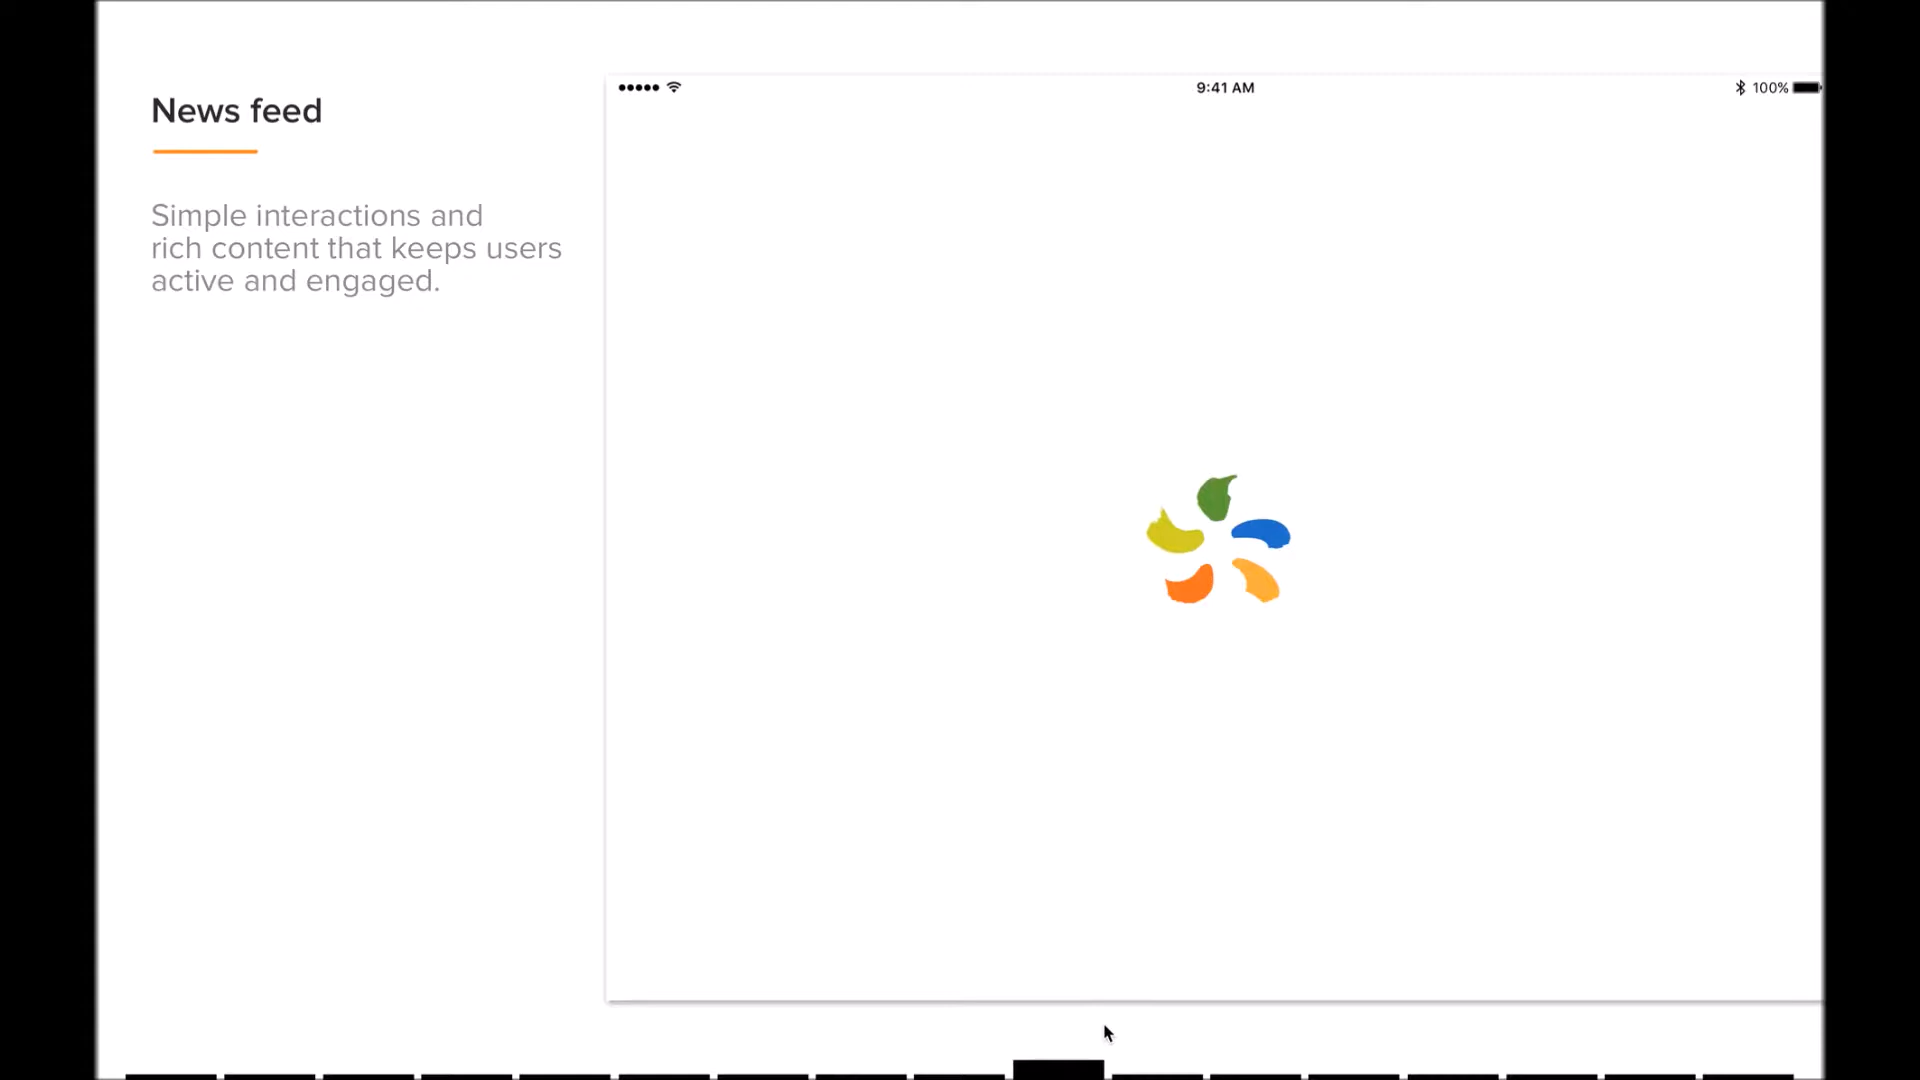 News feed
Simple interactions and
rich content that keeps users
active and engaged.
9:41 AM
100%